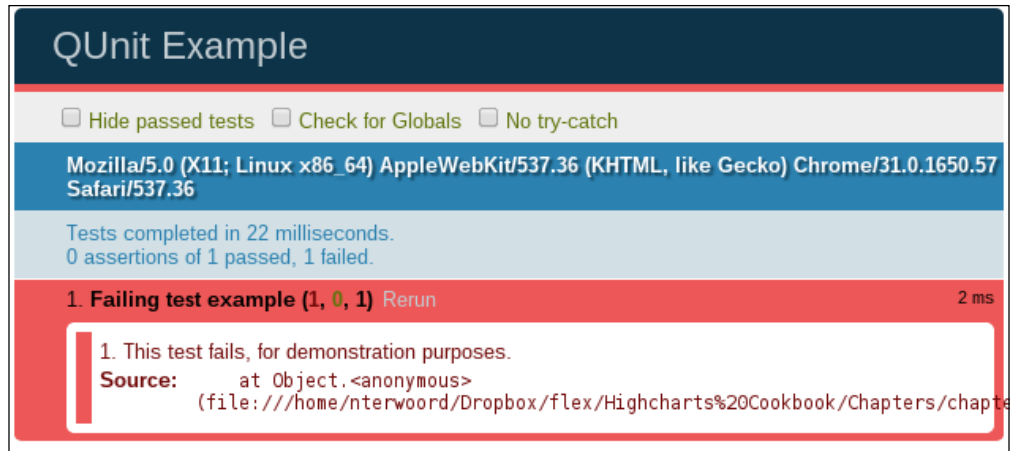 QUnit Example
Hide passed tests Check for Globals No try-catch
Mozilla/5.0 (X11; Linux x86_64) AppleWebKit/537.36 (KHTML, like Gecko) Chrome/31.0.1650.57
Safari/537.36
Tests completed in 22 milliseconds.
0 assertions of 1 passed, 1 failed.
1. Failing test example (1, 0, 1) Rerun 2 ms
1. This test fails, for demonstration purposes.
Source: at Object.<anonymous>
(file:///home/nterwoord/Dropbox/flex/Highcharts%20Cookbook/Chapters/chapte